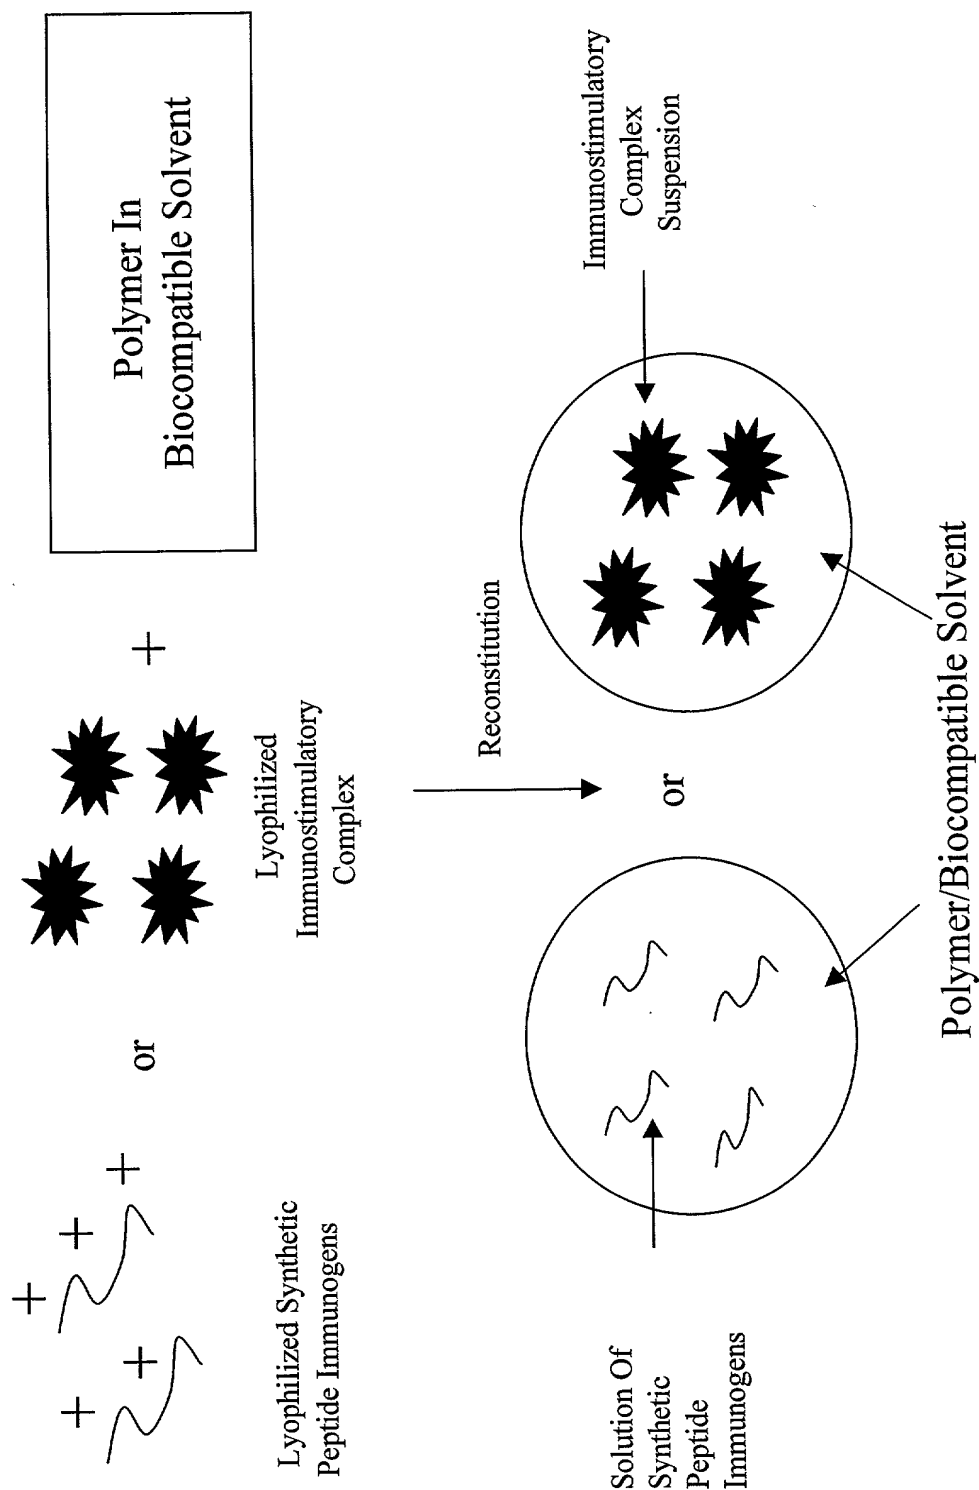 Polymer In
Biocompatible Solvent
+
+
+
+
+
+
or
Lyophilized Synthetic
Peptide Immunogens
Lyophilized
Immunostimulatory
Complex
Reconstitution
or
Solution Of
Synthetic
Peptide
Immunogens
Immunostimulatory
Complex
Suspension
Polymer/Biocompatible Solvent